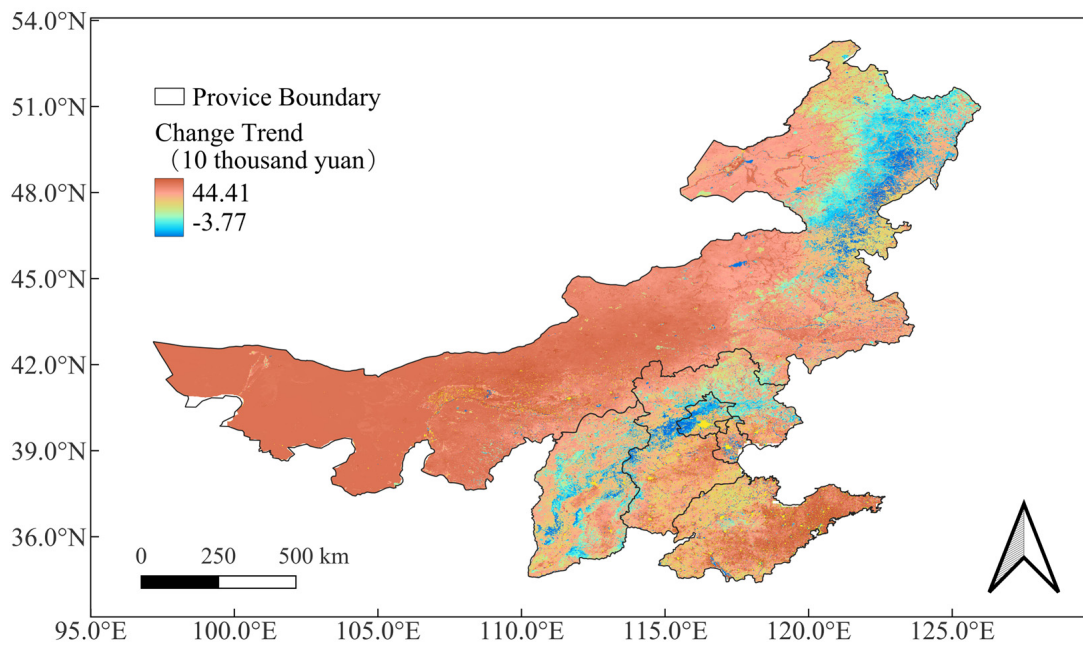 54.0°N
51.0°N
48.0°N
45.0°N
42.0°N
39.0°N
36.0°N
Provice Boundary
Change Trend
（10 thousand yuan）
44.41
-3.77
0 250 500 km
95.0°E 100.0°E 105.0°E 110.0°E 115.0°E 120.0°E 125.0°E